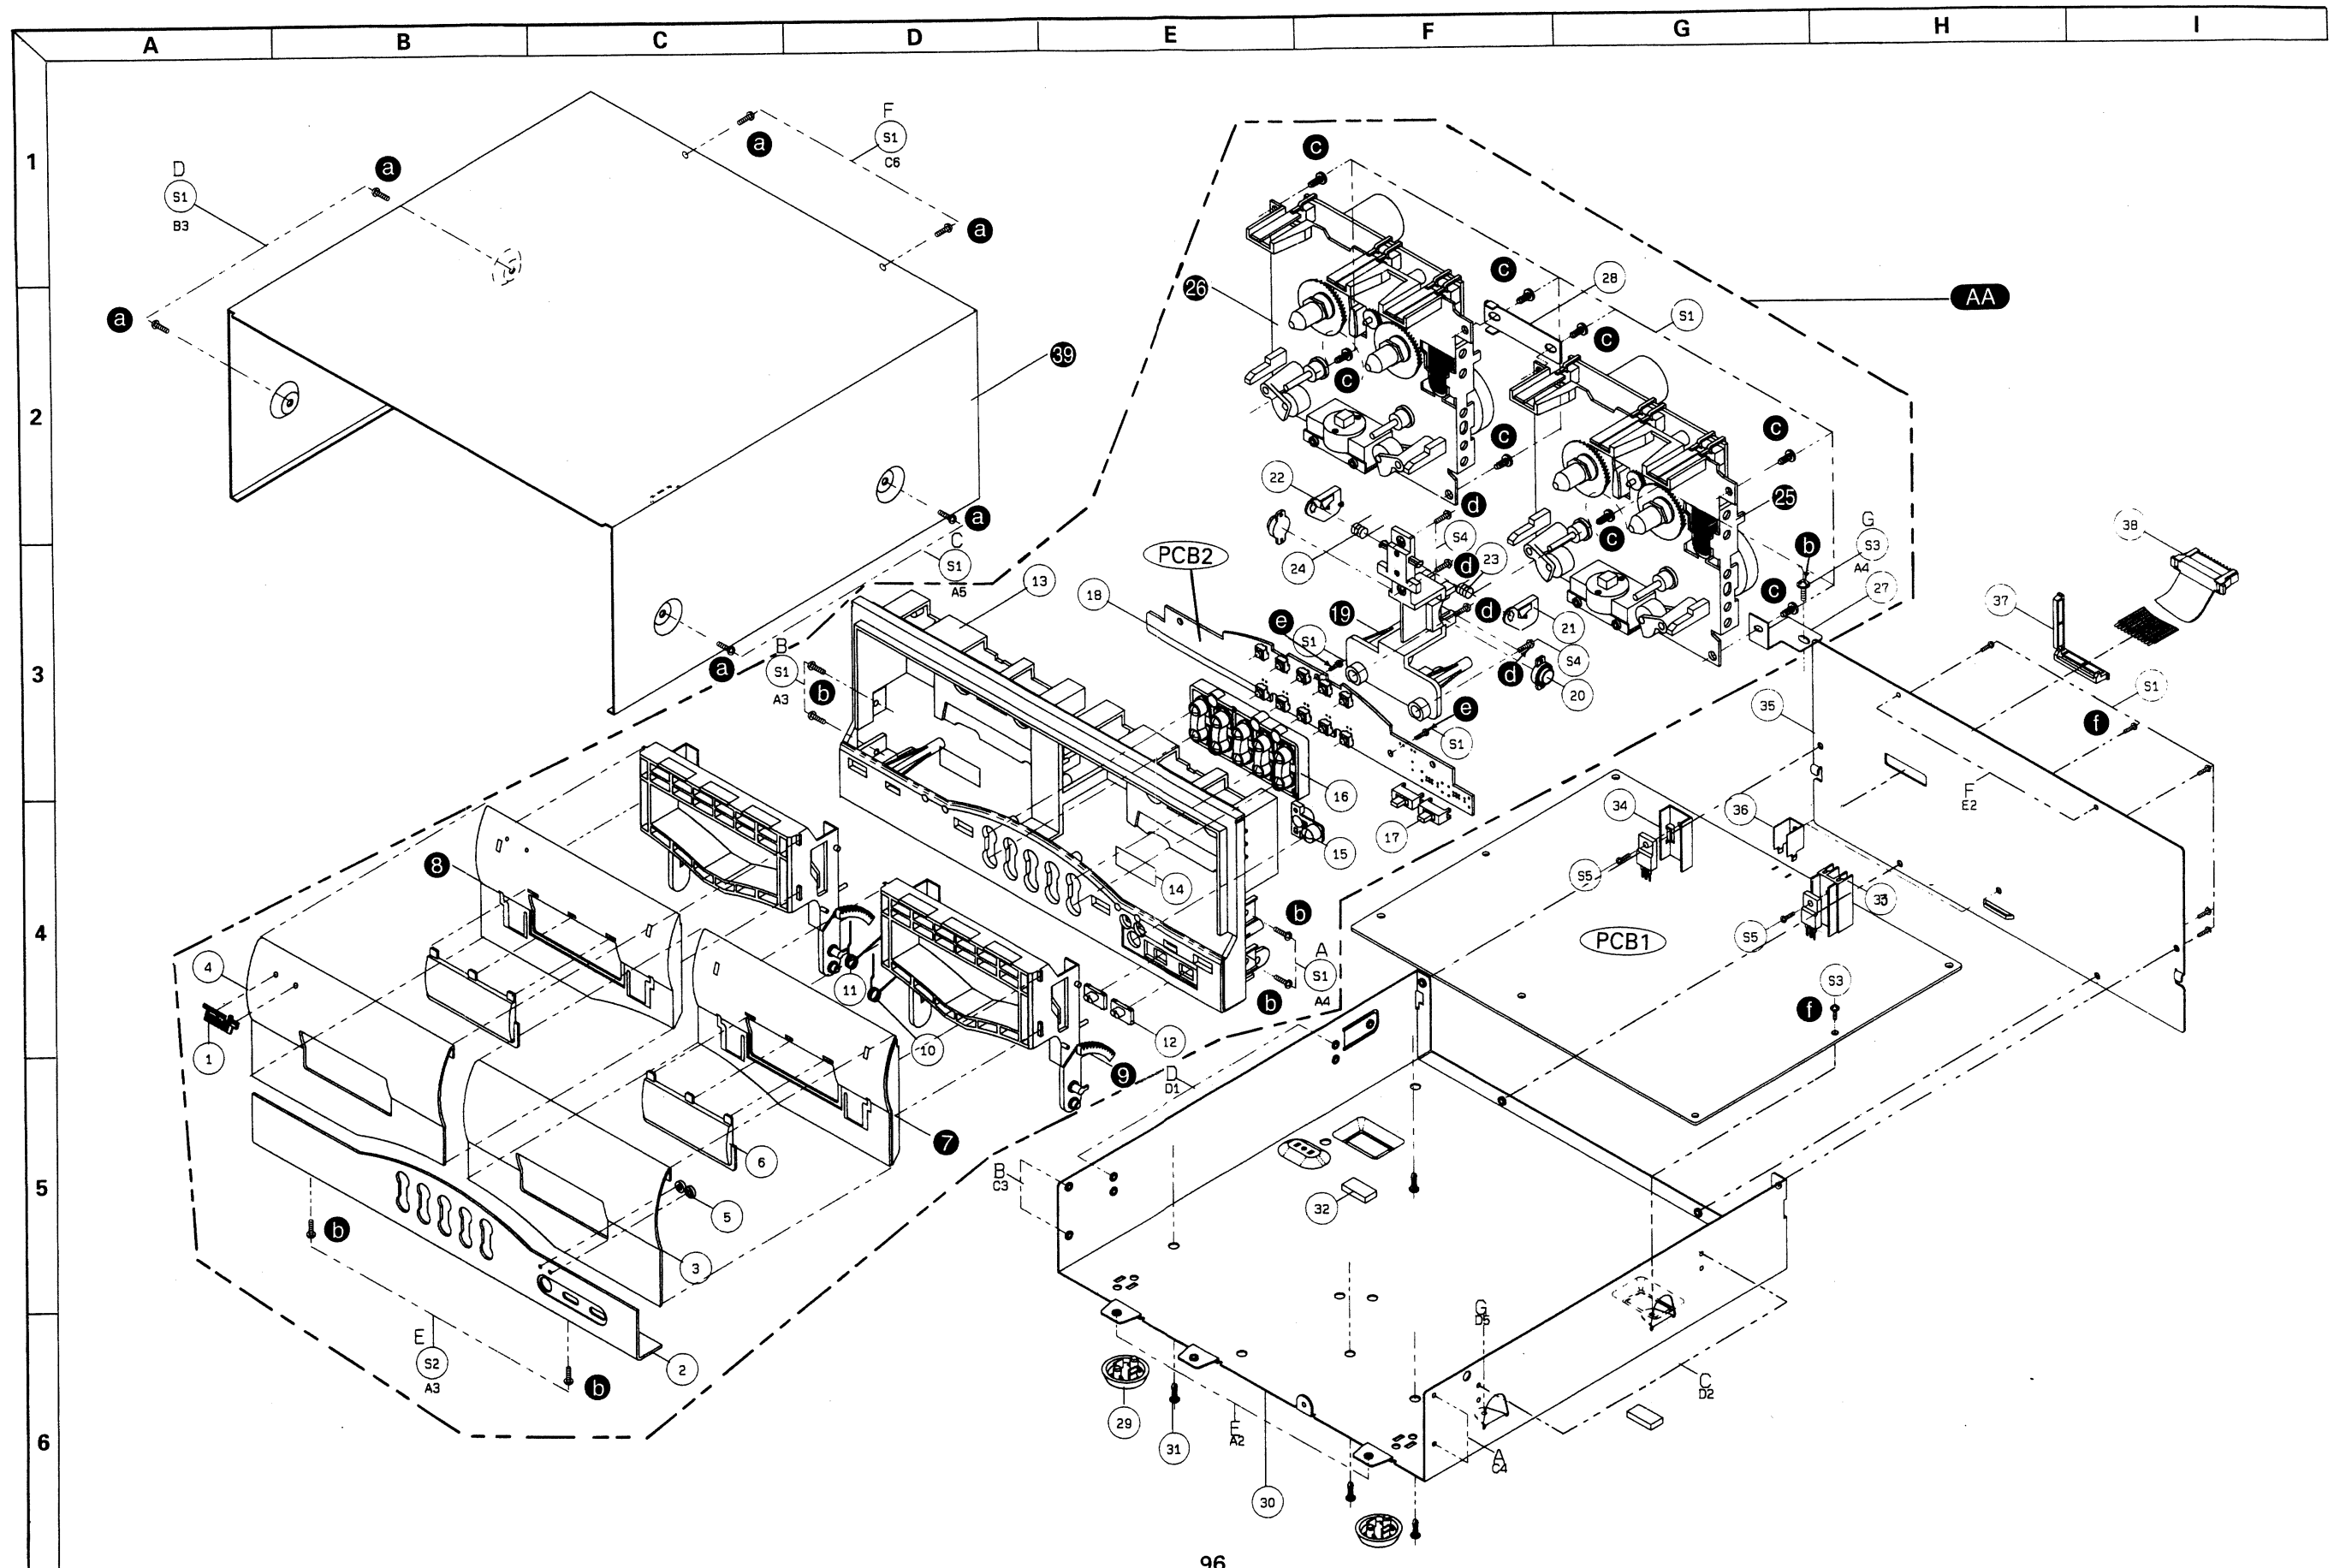 A B C D E F G H I
1
2
3
4
5
6
F
S1
C6
a
D
S1
B3
a
a
a
39
a
C
S1
A5
a
c
26
c
28
S1
c
AA
c
c
c
25
c
22
d
S4
24
d
23
PCB2
18
13
e
S1
19
d
21
S4
d
20
G
S3
A4
b
c
27
38
37
S1
f
35
B
S1
A3
b
e
S1
16
17
15
14
34
36
F
E2
S5
33
S5
PCB1
S3
f
8
4
1
11
10
b
A
S1
A4
b
12
9
D
D1
7
6
5
3
b
E
S2
A3
b
2
B
C3
32
G
D5
C
D2
29
31
E
A2
30
A
C4
96